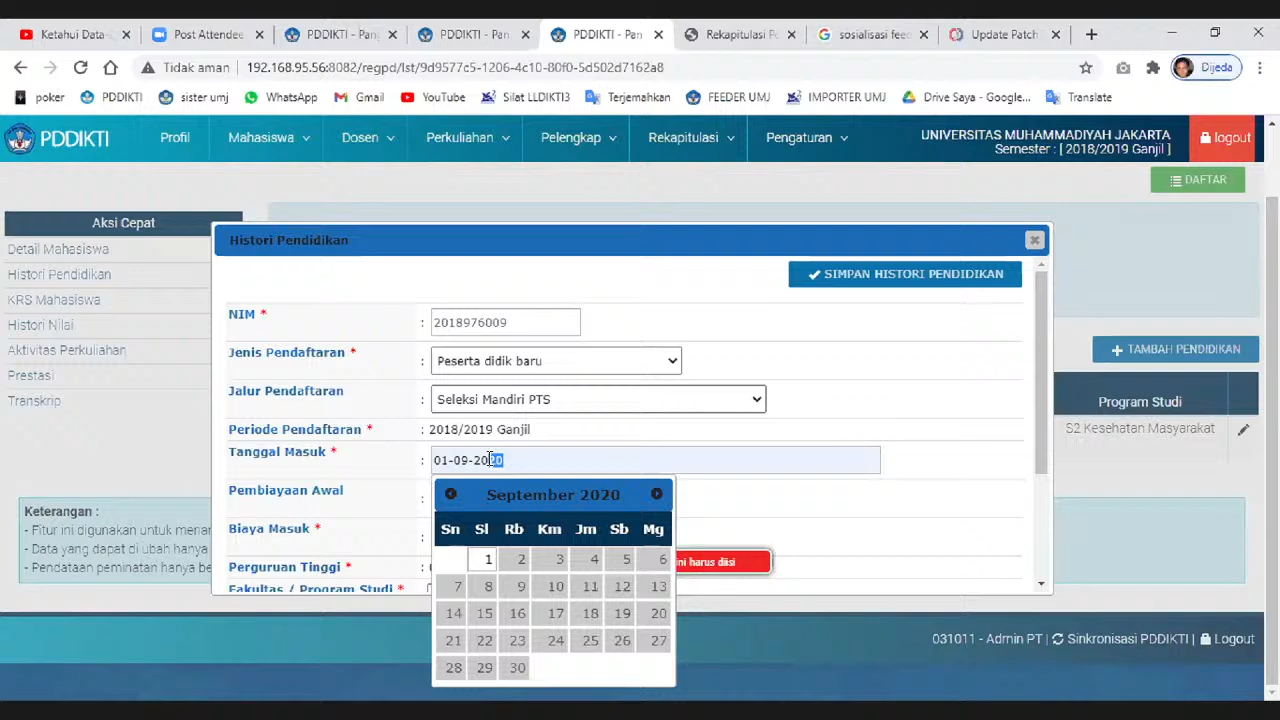 Ketahui Data-
Post Attendee
PDDIKTI - Pang
PDDIKTI - Pan
PDDIKTI - Pan
Rekapitulasi Pe
sosialisasi feed
Update Patch
Tidak aman
192.168.95.56:8082/regpd/lst/9d9577c5-1206-4c10-80f0-5d502d7162a8
Dijeda
poker
PDDIKTI
sister umj
WhatsApp
Gmail
YouTube
Silat LLDIKTI3
Terjemahkan
FEEDER UMJ
IMPORTER UMJ
Drive Saya - Google...
Translate
PDDIKTI
Profil
Mahasiswa
Dosen
Perkuliahan
Pelengkap
Rekapitulasi
Pengaturan
UNIVERSITAS MUHAMMADIYAH JAKARTA
Semester : [ 2018/2019 Ganjil ]
logout
DAFTAR
Aksi Cepat
Detail Mahasiswa
Histori Pendidikan
KRS Mahasiswa
Histori Nilai
Aktivitas Perkuliahan
Prestasi
Transkrip
Histori Pendidikan
SIMPAN HISTORI PENDIDIKAN
NIM * : 2018976009
Jenis Pendaftaran * : Peserta didik baru
Jalur Pendaftaran : Seleksi Mandiri PTS
Periode Pendaftaran * : 2018/2019 Ganjil
Tanggal Masuk * : 01-09-2020
Pembiayaan Awal :
Biaya Masuk * :
Perguruan Tinggi * :
Fakultas / Program Studi *
ini harus diisi
September 2020
Sn Sl Rb Km Jm Sb Mg
1 2 3 4 5 6
7 8 9 10 11 12 13
14 15 16 17 18 19 20
21 22 23 24 25 26 27
28 29 30
TAMBAH PENDIDIKAN
Program Studi
S2 Kesehatan Masyarakat
Keterangan :
- Fitur ini digunakan untuk
- Data yang dapat di ubah hanya
- Pendataan peminatan hanya
031011 - Admin PT | Sinkronisasi PDDIKTI | Logout